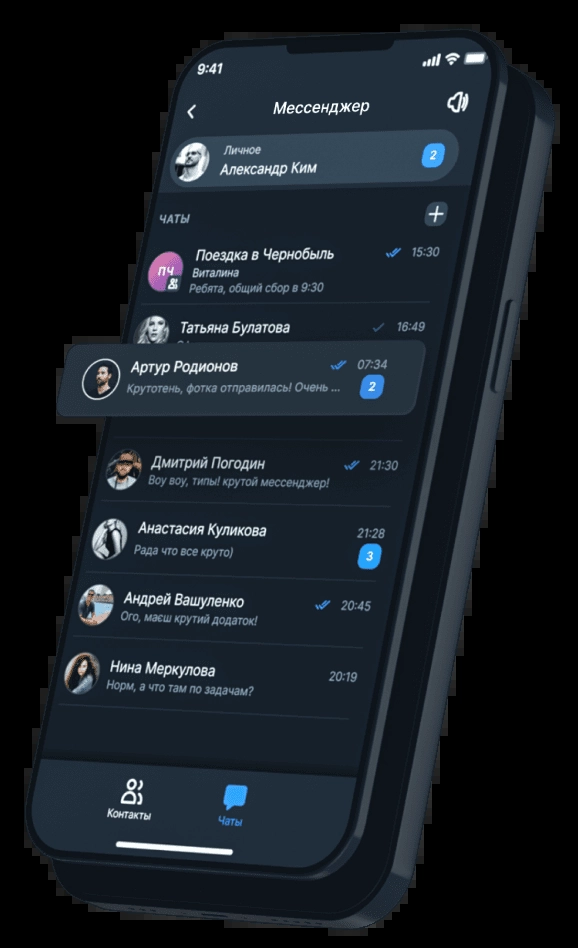 9:41
Мессенджер
Личное
Александр Ким
2
ЧАТЫ
ПЧ
Поездка в Чернобыль
15:30
Виталина
Ребята, общий сбор в 9:30
Татьяна Булатова
16:49
Артур Родионов
07:34
Крутотень, фотка отправилась! Очень ...
2
Дмитрий Погодин
21:30
Воу воу, типы! крутой мессенджер!
Анастасия Куликова
21:28
Рада что все круто)
3
Андрей Вашуленко
20:45
Ого, маєш крутий додаток!
Нина Меркулова
20:19
Норм, а что там по задачам?
Контакты
Чаты